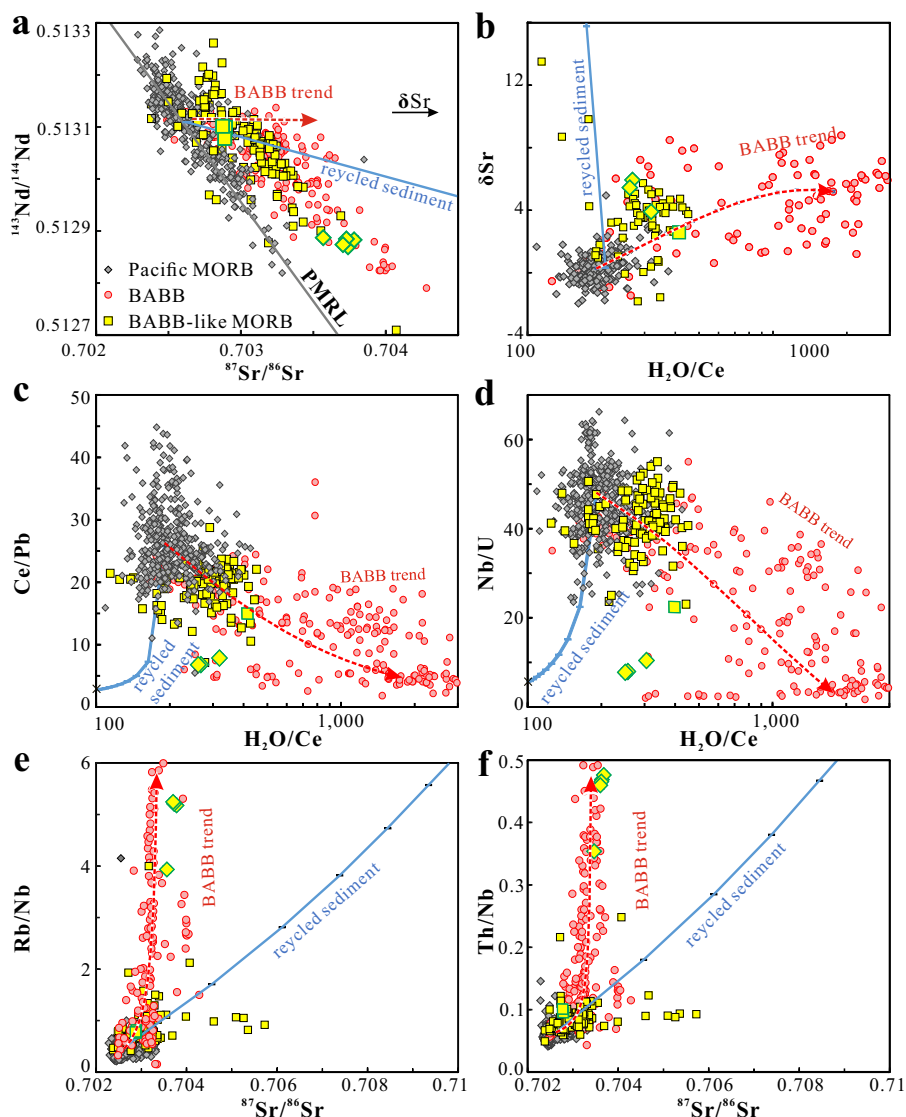 a
0.5133
0.5131
0.5129
0.5127
¹⁴³Nd/¹⁴⁴Nd
BABB trend
δSr
reycled sediment
PMRL
Pacific MORB
BABB
BABB-like MORB
0.702
0.703
0.704
⁸⁷Sr/⁸⁶Sr
b
12
4
-4
δSr
reycled sediment
BABB trend
100
1000
H₂O/Ce
c
50
40
30
20
10
0
Ce/Pb
BABB trend
reycled sediment
100
1,000
H₂O/Ce
d
60
40
20
0
Nb/U
BABB trend
reycled sediment
100
1,000
H₂O/Ce
e
6
4
2
0
Rb/Nb
BABB trend
reycled sediment
0.702
0.704
0.706
0.708
0.71
⁸⁷Sr/⁸⁶Sr
f
0.5
0.4
0.3
0.2
0.1
0.0
Th/Nb
BABB trend
reycled sediment
0.702
0.704
0.706
0.708
0.71
⁸⁷Sr/⁸⁶Sr